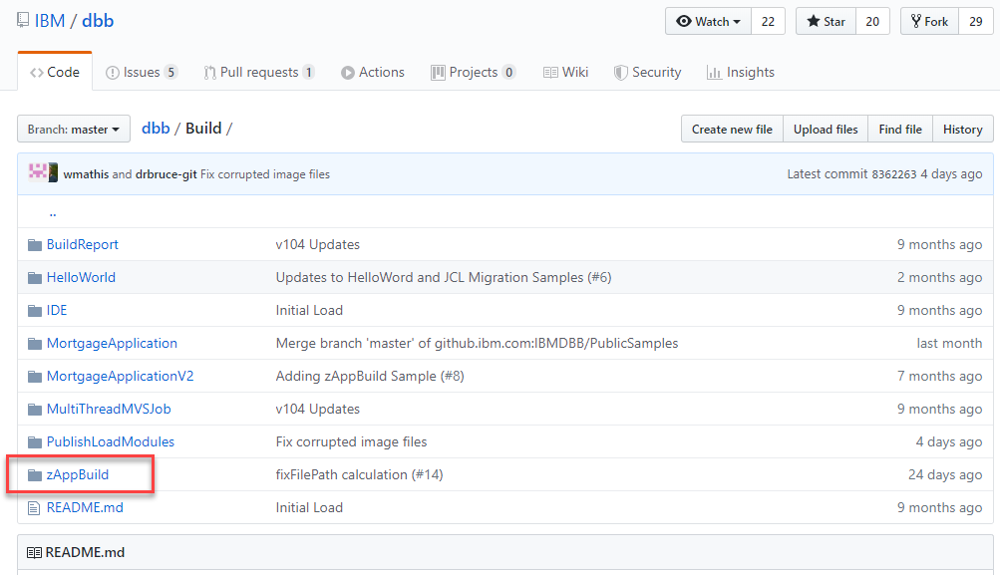 IBM / dbb Watch 22 Star 20 Fork 29
Code Issues 5 Pull requests 1 Actions Projects 0 Wiki Security Insights
Branch: master dbb / Build / Create new file Upload files Find file History
wmathis and drbruce-git Fix corrupted image files Latest commit 8362263 4 days ago
..
BuildReport v104 Updates 9 months ago
HelloWorld Updates to HelloWord and JCL Migration Samples (#6) 2 months ago
IDE Initial Load 9 months ago
MortgageApplication Merge branch 'master' of github.ibm.com:IBMDBB/PublicSamples last month
MortgageApplicationV2 Adding zAppBuild Sample (#8) 7 months ago
MultiThreadMVSJob v104 Updates 9 months ago
PublishLoadModules Fix corrupted image files 4 days ago
zAppBuild fixFilePath calculation (#14) 24 days ago
README.md Initial Load 9 months ago
README.md